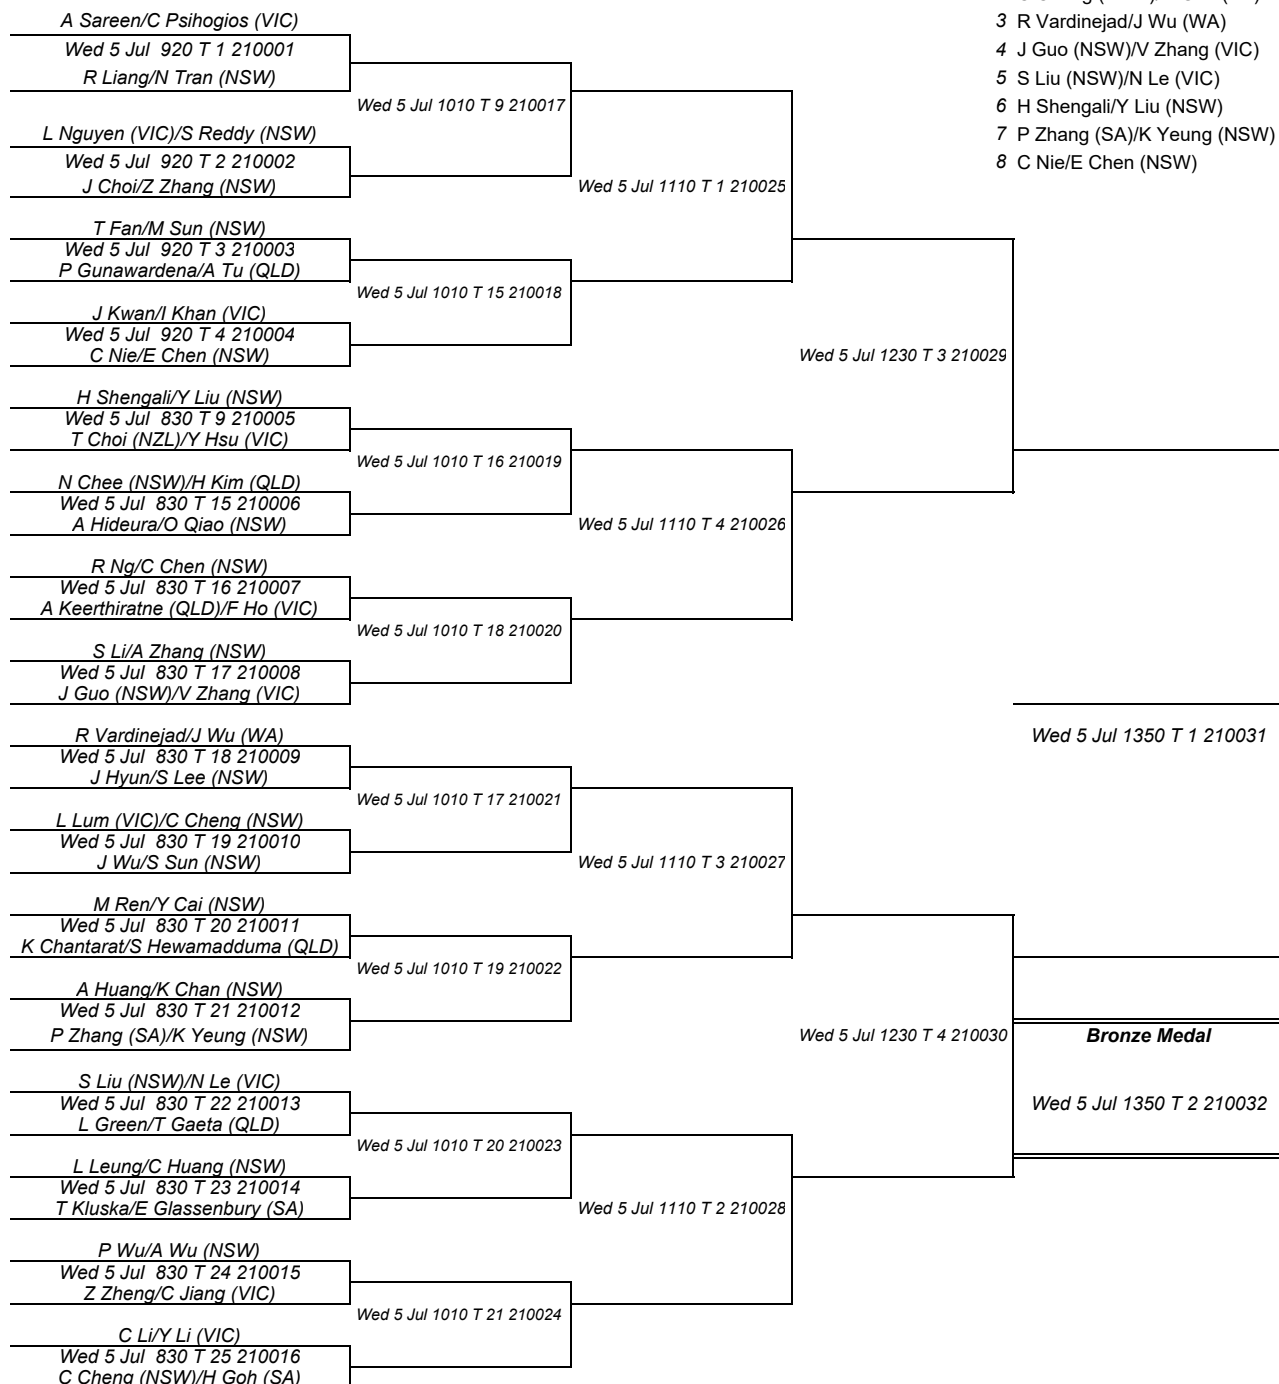 A Sareen/C Psihogios (VIC)
Wed 5 Jul 920 T 1 210001
R Liang/N Tran (NSW)
Wed 5 Jul 1010 T 9 210017
L Nguyen (VIC)/S Reddy (NSW)
Wed 5 Jul 920 T 2 210002
J Choi/Z Zhang (NSW)
Wed 5 Jul 1110 T 1 210025
T Fan/M Sun (NSW)
Wed 5 Jul 920 T 3 210003
P Gunawardena/A Tu (QLD)
Wed 5 Jul 1010 T 15 210018
J Kwan/I Khan (VIC)
Wed 5 Jul 920 T 4 210004
C Nie/E Chen (NSW)
Wed 5 Jul 1230 T 3 210029
H Shengali/Y Liu (NSW)
Wed 5 Jul 830 T 9 210005
T Choi (NZL)/Y Hsu (VIC)
Wed 5 Jul 1010 T 16 210019
N Chee (NSW)/H Kim (QLD)
Wed 5 Jul 830 T 15 210006
A Hideura/O Qiao (NSW)
Wed 5 Jul 1110 T 4 210026
R Ng/C Chen (NSW)
Wed 5 Jul 830 T 16 210007
A Keerthiratne (QLD)/F Ho (VIC)
Wed 5 Jul 1010 T 18 210020
S Li/A Zhang (NSW)
Wed 5 Jul 830 T 17 210008
J Guo (NSW)/V Zhang (VIC)
R Vardinejad/J Wu (WA)
Wed 5 Jul 830 T 18 210009
J Hyun/S Lee (NSW)
Wed 5 Jul 1010 T 17 210021
L Lum (VIC)/C Cheng (NSW)
Wed 5 Jul 830 T 19 210010
J Wu/S Sun (NSW)
Wed 5 Jul 1110 T 3 210027
M Ren/Y Cai (NSW)
Wed 5 Jul 830 T 20 210011
K Chantarat/S Hewamadduma (QLD)
Wed 5 Jul 1010 T 19 210022
A Huang/K Chan (NSW)
Wed 5 Jul 830 T 21 210012
P Zhang (SA)/K Yeung (NSW)
Wed 5 Jul 1230 T 4 210030
S Liu (NSW)/N Le (VIC)
Wed 5 Jul 830 T 22 210013
L Green/T Gaeta (QLD)
Wed 5 Jul 1010 T 20 210023
L Leung/C Huang (NSW)
Wed 5 Jul 830 T 23 210014
T Kluska/E Glassenbury (SA)
Wed 5 Jul 1110 T 2 210028
P Wu/A Wu (NSW)
Wed 5 Jul 830 T 24 210015
Z Zheng/C Jiang (VIC)
Wed 5 Jul 1010 T 21 210024
C Li/Y Li (VIC)
Wed 5 Jul 830 T 25 210016
C Cheng (NSW)/H Goh (SA)
3 R Vardinejad/J Wu (WA)
4 J Guo (NSW)/V Zhang (VIC)
5 S Liu (NSW)/N Le (VIC)
6 H Shengali/Y Liu (NSW)
7 P Zhang (SA)/K Yeung (NSW)
8 C Nie/E Chen (NSW)
Wed 5 Jul 1350 T 1 210031
Bronze Medal
Wed 5 Jul 1350 T 2 210032